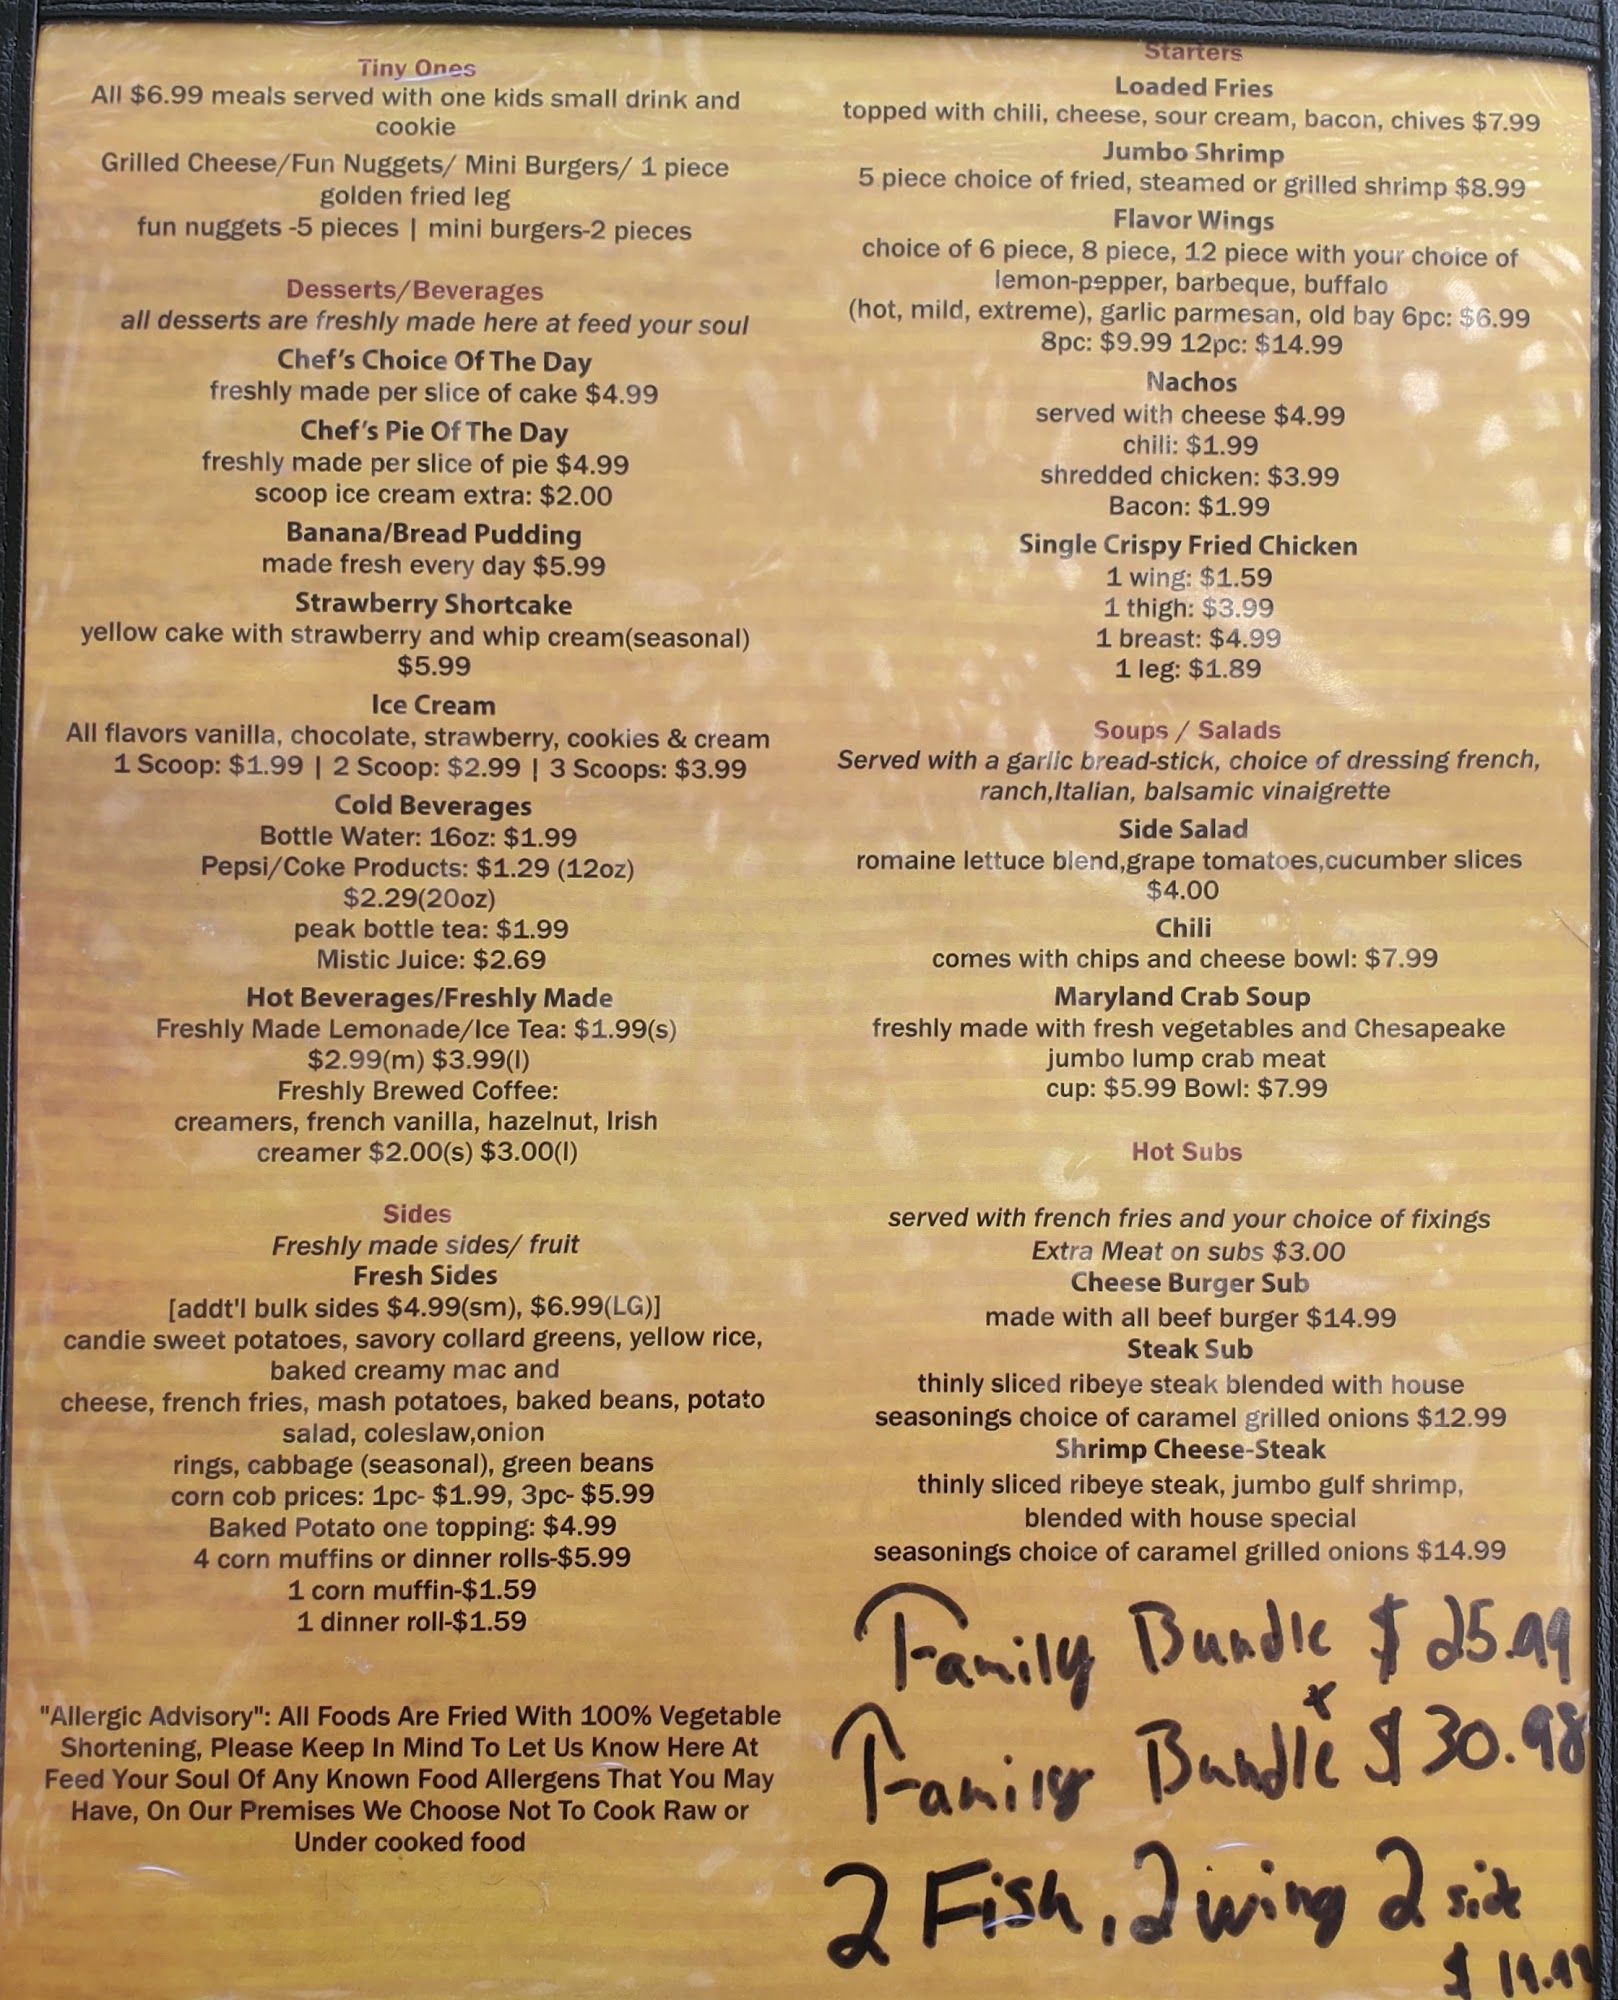 Tiny Ones
All $6.99 meals served with one kids small drink and
cookie
Grilled Cheese/Fun Nuggets/ Mini Burgers/ 1 piece
golden fried leg
fun nuggets -5 pieces | mini burgers-2 pieces
Desserts/Beverages
all desserts are freshly made here at feed your soul
Chef's Choice Of The Day
freshly made per slice of cake $4.99
Chef's Pie Of The Day
freshly made per slice of pie $4.99
scoop ice cream extra: $2.00
Banana/Bread Pudding
made fresh every day $5.99
Strawberry Shortcake
yellow cake with strawberry and whip cream(seasonal)
$5.99
Ice Cream
All flavors vanilla, chocolate, strawberry, cookies & cream
1 Scoop: $1.99 | 2 Scoop: $2.99 | 3 Scoops: $3.99
Cold Beverages
Bottle Water: 16oz: $1.99
Pepsi/Coke Products: $1.29 (12oz)
$2.29(20oz)
peak bottle tea: $1.99
Mistic Juice: $2.69
Hot Beverages/Freshly Made
Freshly Made Lemonade/Ice Tea: $1.99(s)
$2.99(m) $3.99(l)
Freshly Brewed Coffee:
creamers, french vanilla, hazelnut, Irish
creamer $2.00(s) $3.00(l)
Sides
Freshly made sides/ fruit
Fresh Sides
[addt'l bulk sides $4.99(sm), $6.99(LG)]
candie sweet potatoes, savory collard greens, yellow rice,
baked creamy mac and
cheese, french fries, mash potatoes, baked beans, potato
salad, coleslaw,onion
rings, cabbage (seasonal), green beans
corn cob prices: 1pc- $1.99, 3pc- $5.99
Baked Potato one topping: $4.99
4 corn muffins or dinner rolls-$5.99
1 corn muffin-$1.59
1 dinner roll-$1.59
"Allergic Advisory": All Foods Are Fried With 100% Vegetable
Shortening, Please Keep In Mind To Let Us Know Here At
Feed Your Soul Of Any Known Food Allergens That You May
Have, On Our Premises We Choose Not To Cook Raw or
Under cooked food
Starters
Loaded Fries
topped with chili, cheese, sour cream, bacon, chives $7.99
Jumbo Shrimp
5 piece choice of fried, steamed or grilled shrimp $8.99
Flavor Wings
choice of 6 piece, 8 piece, 12 piece with your choice of
lemon-pepper, barbeque, buffalo
(hot, mild, extreme), garlic parmesan, old bay 6pc: $6.99
8pc: $9.99 12pc: $14.99
Nachos
served with cheese $4.99
chili: $1.99
shredded chicken: $3.99
Bacon: $1.99
Single Crispy Fried Chicken
1 wing: $1.59
1 thigh: $3.99
1 breast: $4.99
1 leg: $1.89
Soups / Salads
Served with a garlic bread-stick, choice of dressing french,
ranch,Italian, balsamic vinaigrette
Side Salad
romaine lettuce blend,grape tomatoes,cucumber slices
$4.00
Chili
comes with chips and cheese bowl: $7.99
Maryland Crab Soup
freshly made with fresh vegetables and Chesapeake
jumbo lump crab meat
cup: $5.99 Bowl: $7.99
Hot Subs
served with french fries and your choice of fixings
Extra Meat on subs $3.00
Cheese Burger Sub
made with all beef burger $14.99
Steak Sub
thinly sliced ribeye steak blended with house
seasonings choice of caramel grilled onions $12.99
Shrimp Cheese-Steak
thinly sliced ribeye steak, jumbo gulf shrimp,
blended with house special
seasonings choice of caramel grilled onions $14.99
Family Bundle $25.99
Family Bundle* $30.98
2 Fish, 2 wing 2 side